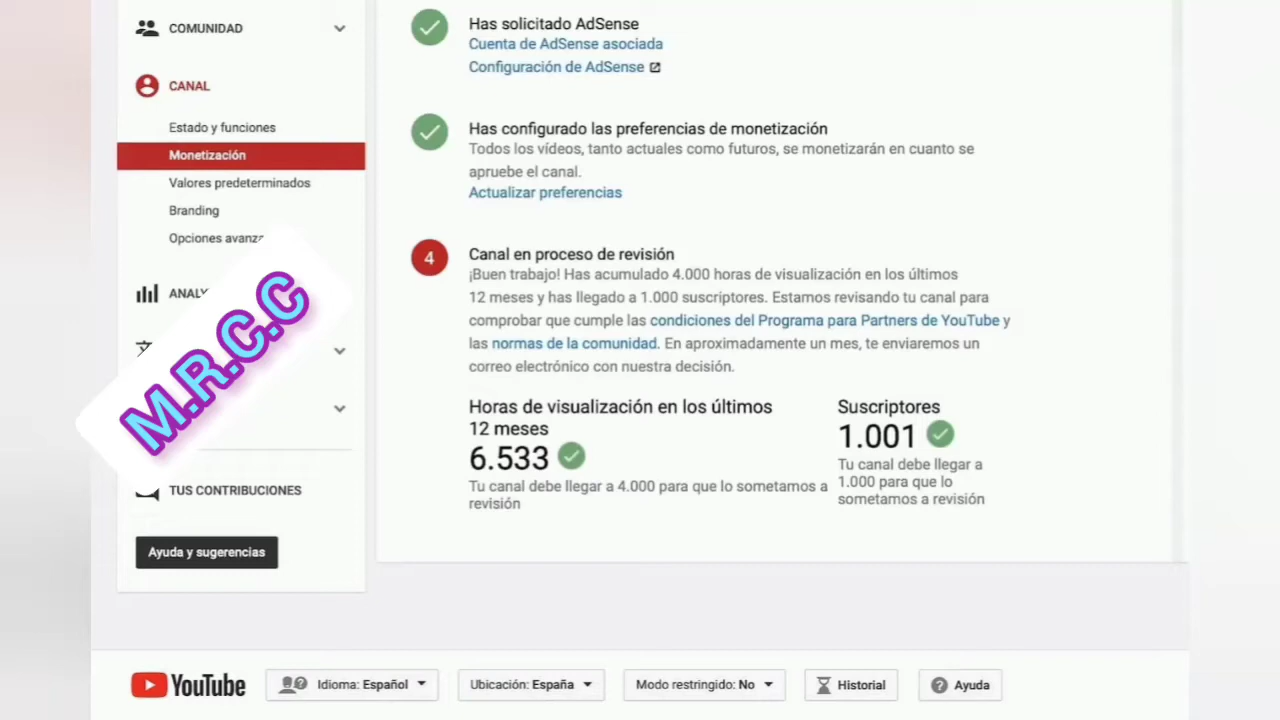 COMUNIDAD
CANAL
Estado y funciones
Monetización
Valores predeterminados
Branding
Opciones
M.R.C.C
TUS CONTRIBUCIONES
Ayuda y sugerencias
Has solicitado AdSense
Cuenta de AdSense asociada
Configuración de AdSense
Has configurado las preferencias de monetización
Todos los vídeos, tanto actuales como futuros, se monetizarán en cuanto se
apruebe el canal.
Actualizar preferencias
4
Canal en proceso de revisión
¡Buen trabajo! Has acumulado 4.000 horas de visualización en los últimos
12 meses y has llegado a 1.000 suscriptores. Estamos revisando tu canal para
comprobar que cumple las condiciones del Programa para Partners de YouTube y
las normas de la comunidad. En aproximadamente un mes, te enviaremos un
correo electrónico con nuestra decisión.
Horas de visualización en los últimos
12 meses
6.533
Tu canal debe llegar a 4.000 para que lo sometamos a
revisión
Suscriptores
1.001
Tu canal debe llegar a
1.000 para que lo
sometamos a revisión
YouTube
Idioma: Español
Ubicación: España
Modo restringido: No
Historial
Ayuda